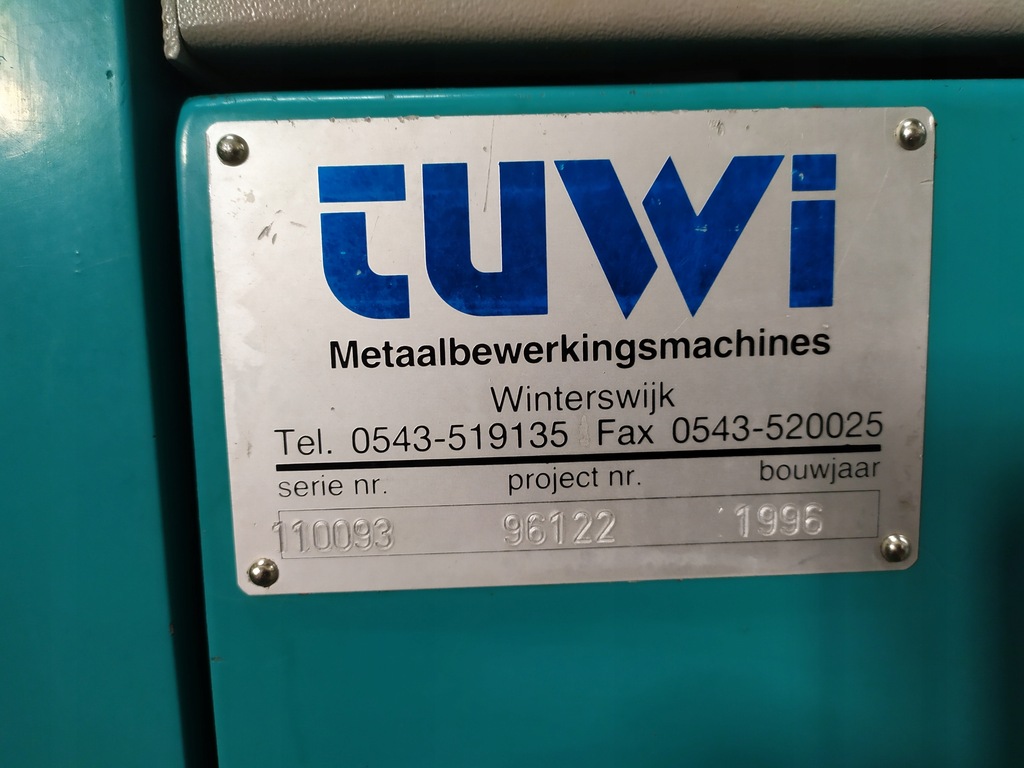 tuWi
Metaalbewerkingsmachines
Winterswijk
Tel. 0543-519135 Fax 0543-520025
serie nr. project nr. bouwjaar
110093 96122 1996